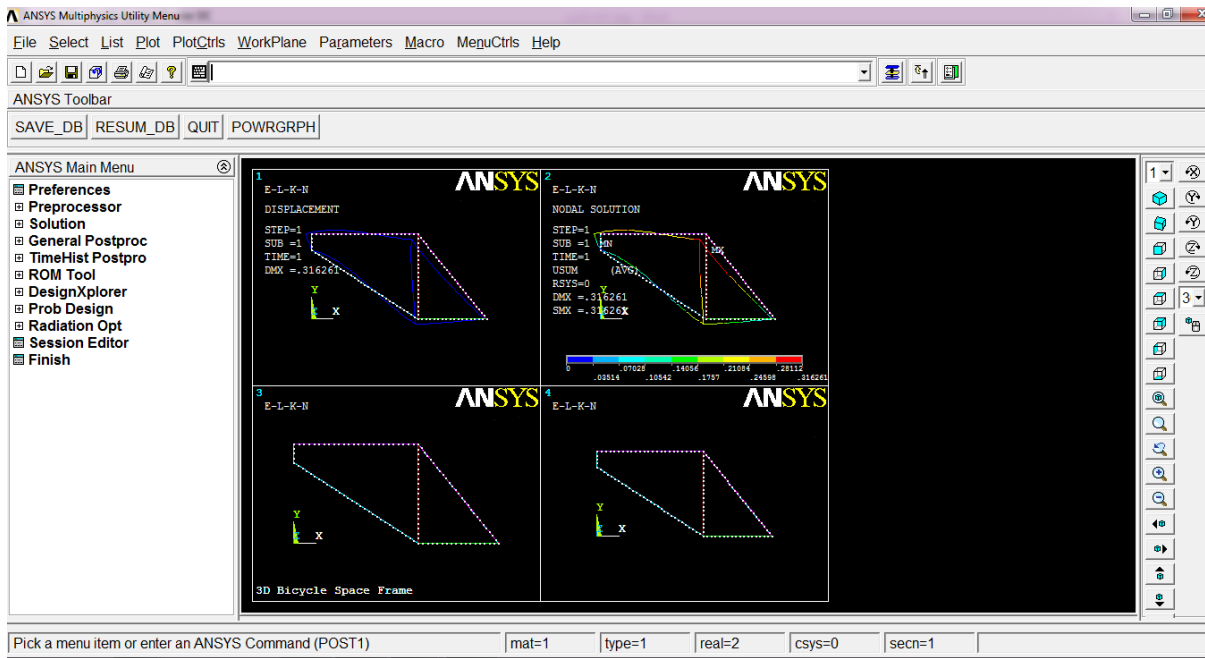 ANSYS Multiphysics Utility Menu
File Select List Plot PlotCtrls WorkPlane Parameters Macro MenuCtrls Help
ANSYS Toolbar
SAVE_DB RESUM_DB QUIT POWRGRPH
ANSYS Main Menu
Preferences
Preprocessor
Solution
General Postproc
TimeHist Postpro
ROM Tool
DesignXplorer
Prob Design
Radiation Opt
Session Editor
Finish
1
ANSYS
E-L-K-N
DISPLACEMENT
STEP=1
SUB =1
TIME=1
DMX =.316261
Y
X
2
ANSYS
E-L-K-N
NODAL SOLUTION
STEP=1
SUB =1
MN
MX
TIME=1
USUM (AVG)
RSYS=0
Y
DMX =.316261
SMX =.316261
X
0 .07028 .14056 .21084 .28112
.03514 .10542 .1757 .24598 .316261
3
ANSYS
E-L-K-N
Y
X
3D Bicycle Space Frame
4
ANSYS
E-L-K-N
Y
X
1
3
Pick a menu item or enter an ANSYS Command (POST1) mat=1 type=1 real=2 csys=0 secn=1